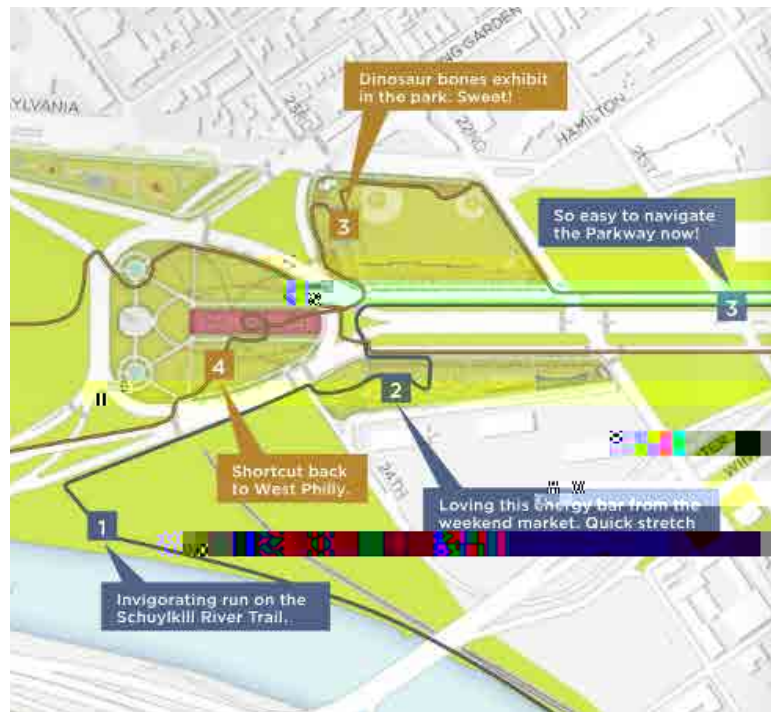 Dinosaur bones exhibit
in the park. Sweet!
SYLVANIA
22ND
HAMILTON
3
So easy to navigate
the Parkway now!
3
4
2
Shortcut back
to West Philly.
24TH
Loving this energy bar from the
weekend market. Quick stretch
1
Invigorating run on the
Schuylkill River Trail.